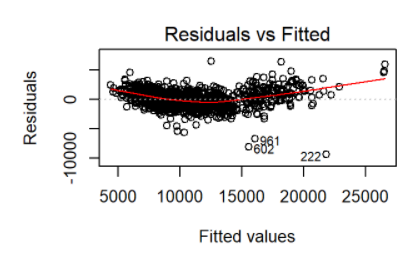 Residuals vs Fitted
Residuals
0
-10000
961
602
222
5000 10000 15000 20000 25000
Fitted values